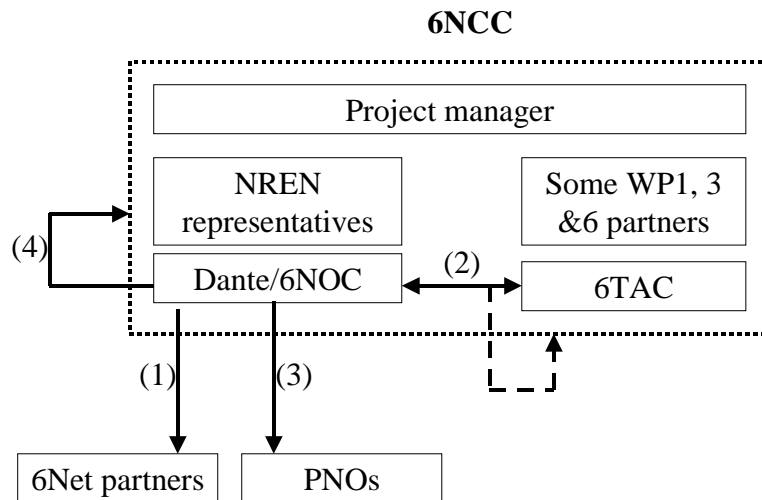 6NCC
Project manager
NREN
representatives
Some WP1, 3
&6 partners
(4)
Dante/6NOC
(2)
6TAC
(1)
(3)
6Net partners
PNOs